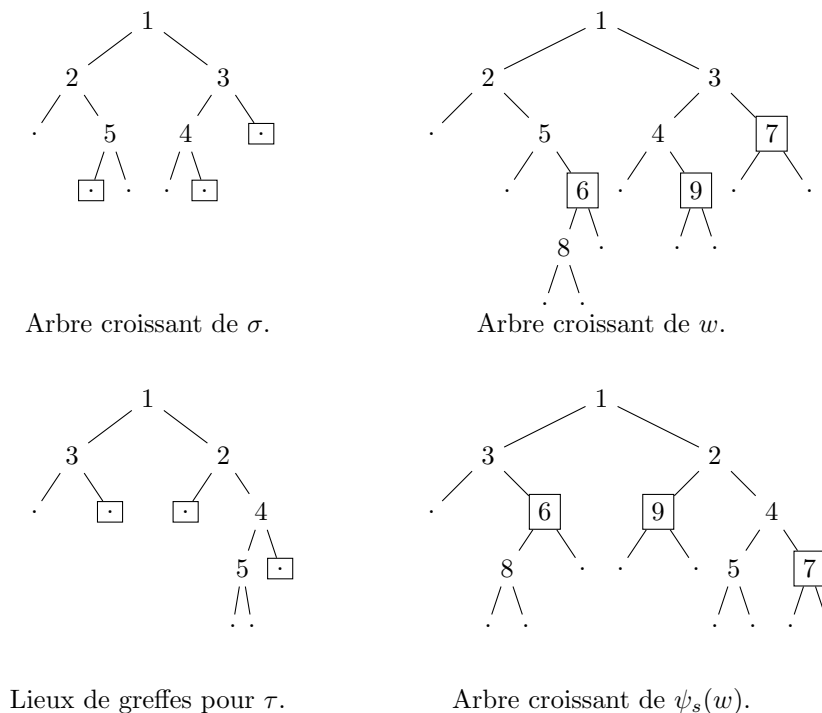 1 1
2 3 2 3
. 5 4 . . 5 4 7
. . . . . 6 . 9 . .
8 . . .
. .
Arbre croissant de σ. Arbre croissant de w.
1 1
3 2 3 2
. . . 4 . 6 9 4
5 . 8 . . . 5 7
. . . . . . . .
Lieux de greffes pour τ. Arbre croissant de ψₛ(w).